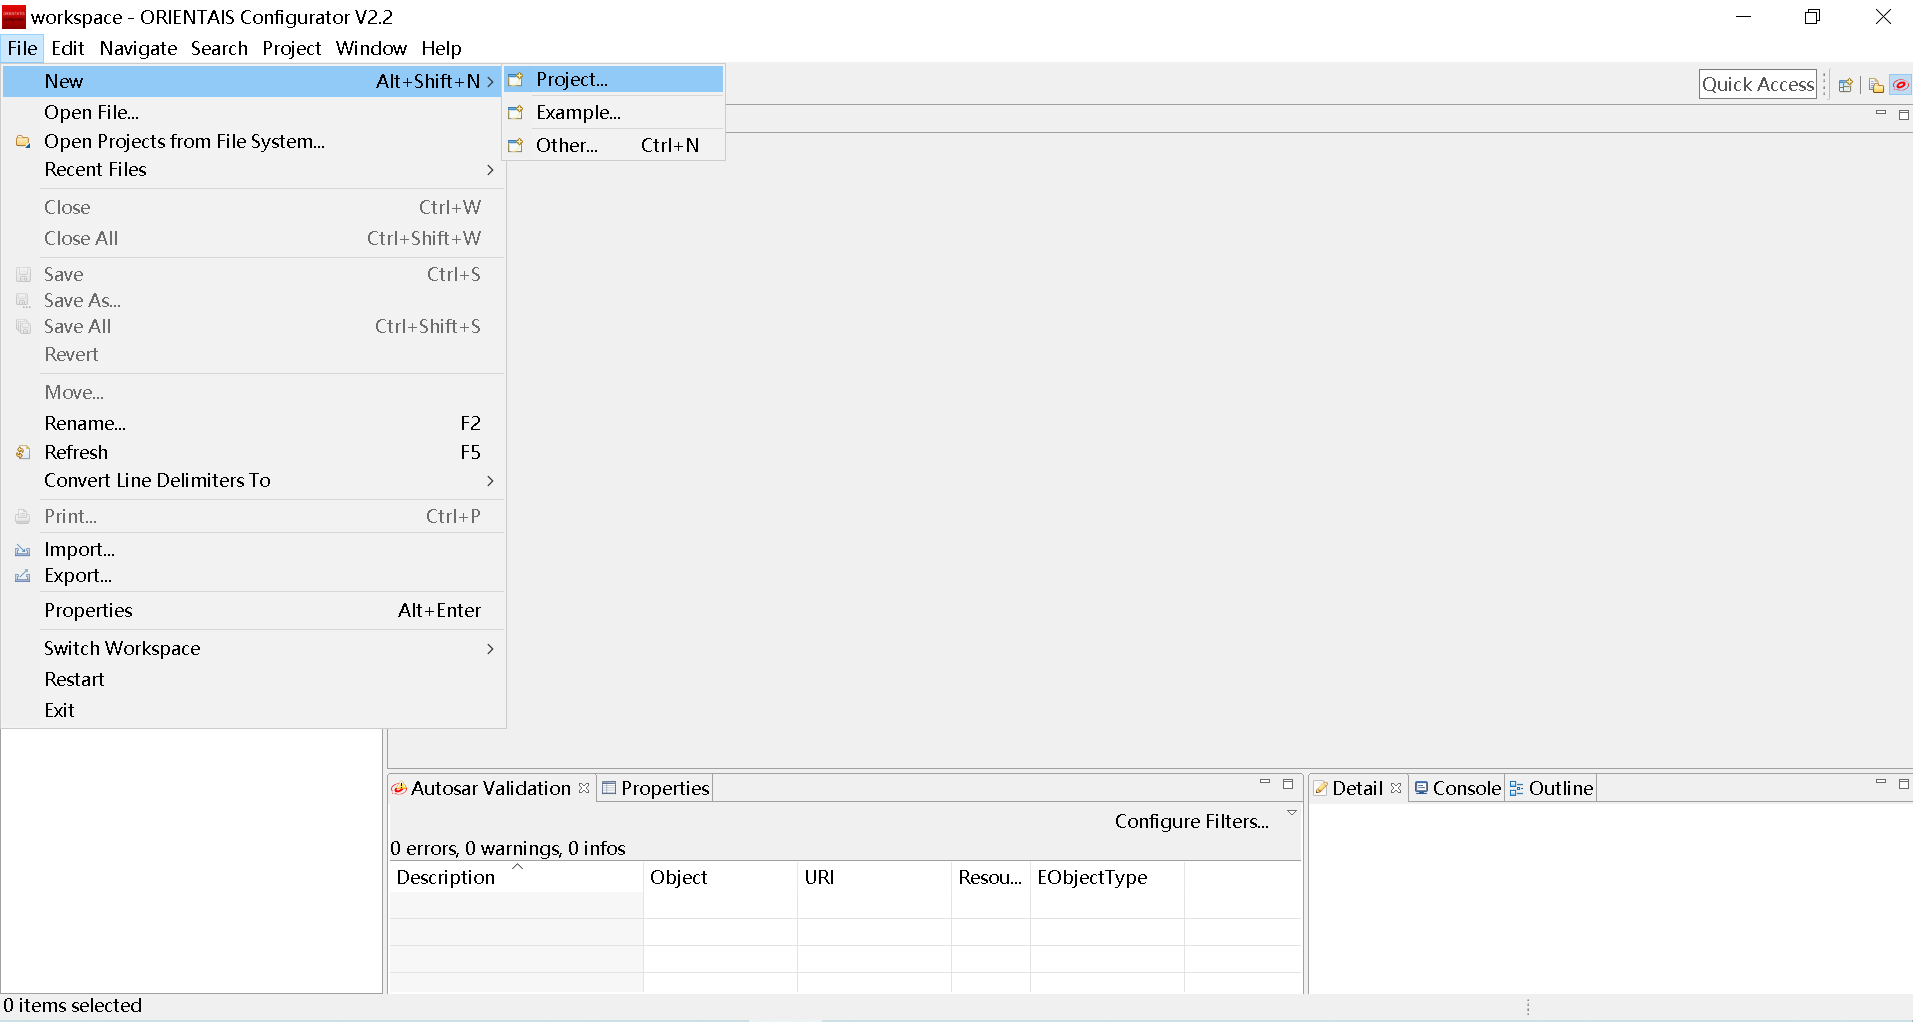 workspace - ORIENTAIS Configurator V2.2
File Edit Navigate Search Project Window Help
New Alt+Shift+N
Project...
Quick Access
Open File...
Example...
Open Projects from File System...
Other... Ctrl+N
Recent Files
Close Ctrl+W
Close All Ctrl+Shift+W
Save Ctrl+S
Save As...
Save All Ctrl+Shift+S
Revert
Move...
Rename... F2
Refresh F5
Convert Line Delimiters To
Print... Ctrl+P
Import...
Export...
Properties Alt+Enter
Switch Workspace
Restart
Exit
Autosar Validation Properties
Detail Console Outline
Configure Filters...
0 errors, 0 warnings, 0 infos
Description Object URI Resou... EObjectType
0 items selected